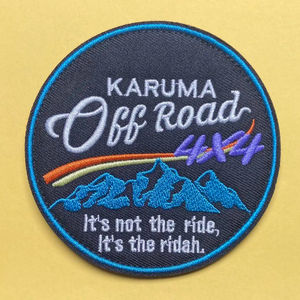 KARUMA
Off Road
4X4
It's not the ride,
It's the ridah.